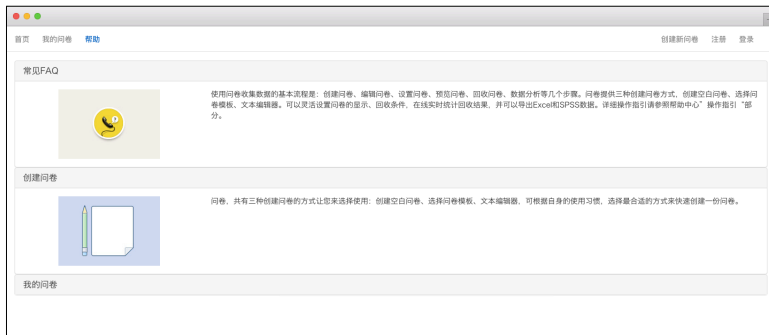 首页 我的问卷 帮助 创建新问卷 注册 登录
常见FAQ
使用问卷收集数据的基本流程是：创建问卷、编辑问卷、设置问卷、预览问卷、回收问卷、数据分析等几个步骤。问卷提供三种创建问卷方式，创建空白问卷、选择问
卷模板、文本编辑器。可以灵活设置问卷的显示、回收条件，在线实时统计回收结果，并可以导出Excel和SPSS数据。详细操作指引请参照帮助中心”操作指引“部
分。
创建问卷
问卷，共有三种创建问卷的方式让您来选择使用：创建空白问卷、选择问卷模板、文本编辑器，可根据自身的使用习惯，选择最合适的方式来快速创建一份问卷。
我的问卷